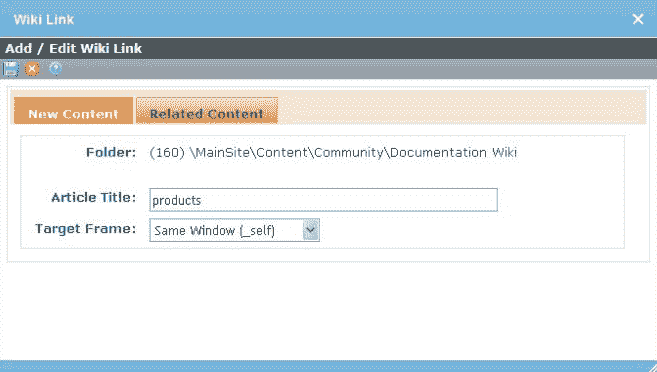 Wiki Link
Add / Edit Wiki Link
New Content Related Content
Folder: (160) \MainSite\Content\Community\Documentation Wiki
Article Title: products
Target Frame: Same Window (_self)